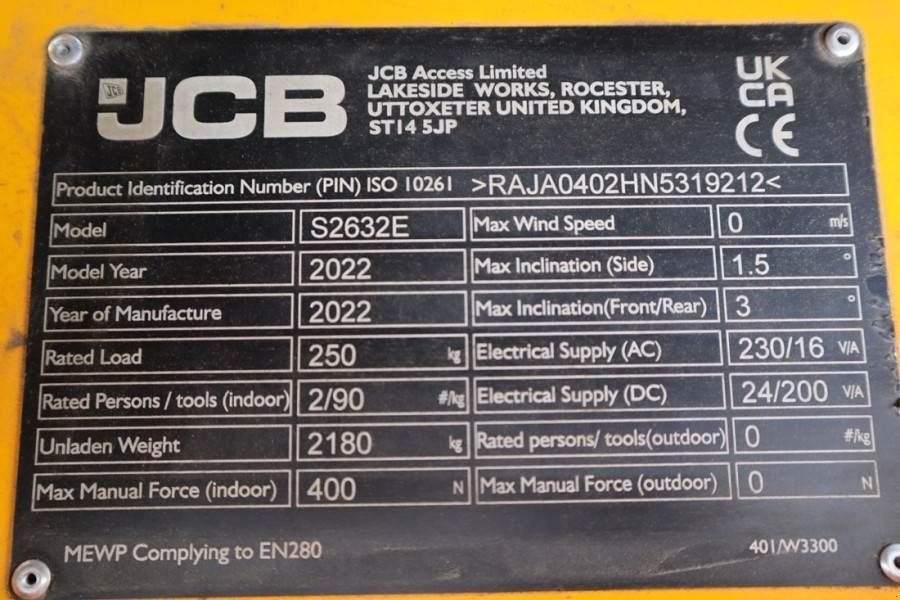 JCB
JCB Access Limited
LAKESIDE WORKS, ROCESTER,
UTTOXETER UNITED KINGDOM,
ST14 5JP
UK
CA
CE
Product Identification Number (PIN) ISO 10261 >RAJA0402HN5319212<
Model S2632E Max Wind Speed 0 m/s
Model Year 2022 Max Inclination (Side) 1.5 °
Year of Manufacture 2022 Max Inclination(Front/Rear) 3 °
Rated Load 250 kg Electrical Supply (AC) 230/16 V/A
Rated Persons / tools (indoor) 2/90 #/kg Electrical Supply (DC) 24/200 V/A
Unladen Weight 2180 kg Rated persons/ tools(outdoor) 0 #/kg
Max Manual Force (indoor) 400 N Max Manual Force (outdoor) 0 N
MEWP Complying to EN280 401/W3300